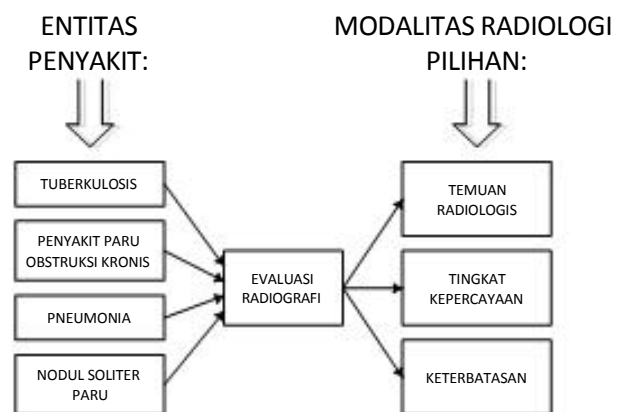 ENTITAS
PENYAKIT:
MODALITAS RADIOLOGI
PILIHAN:
TUBERKULOSIS
PENYAKIT PARU
OBSTRUKSI KRONIS
PNEUMONIA
NODUL SOLITER
PARU
EVALUASI
RADIOGRAFI
TEMUAN
RADIOLOGIS
TINGKAT
KEPERCAYAAN
KETERBATASAN